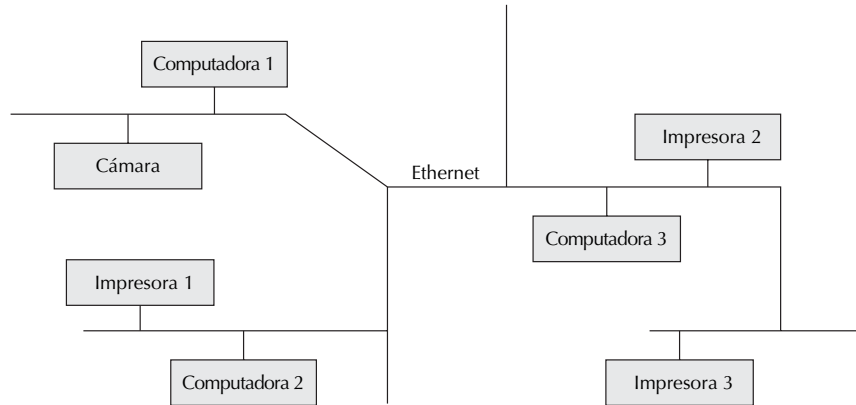 Computadora 1
Cámara
Impresora 2
Ethernet
Computadora 3
Impresora 1
Computadora 2
Impresora 3